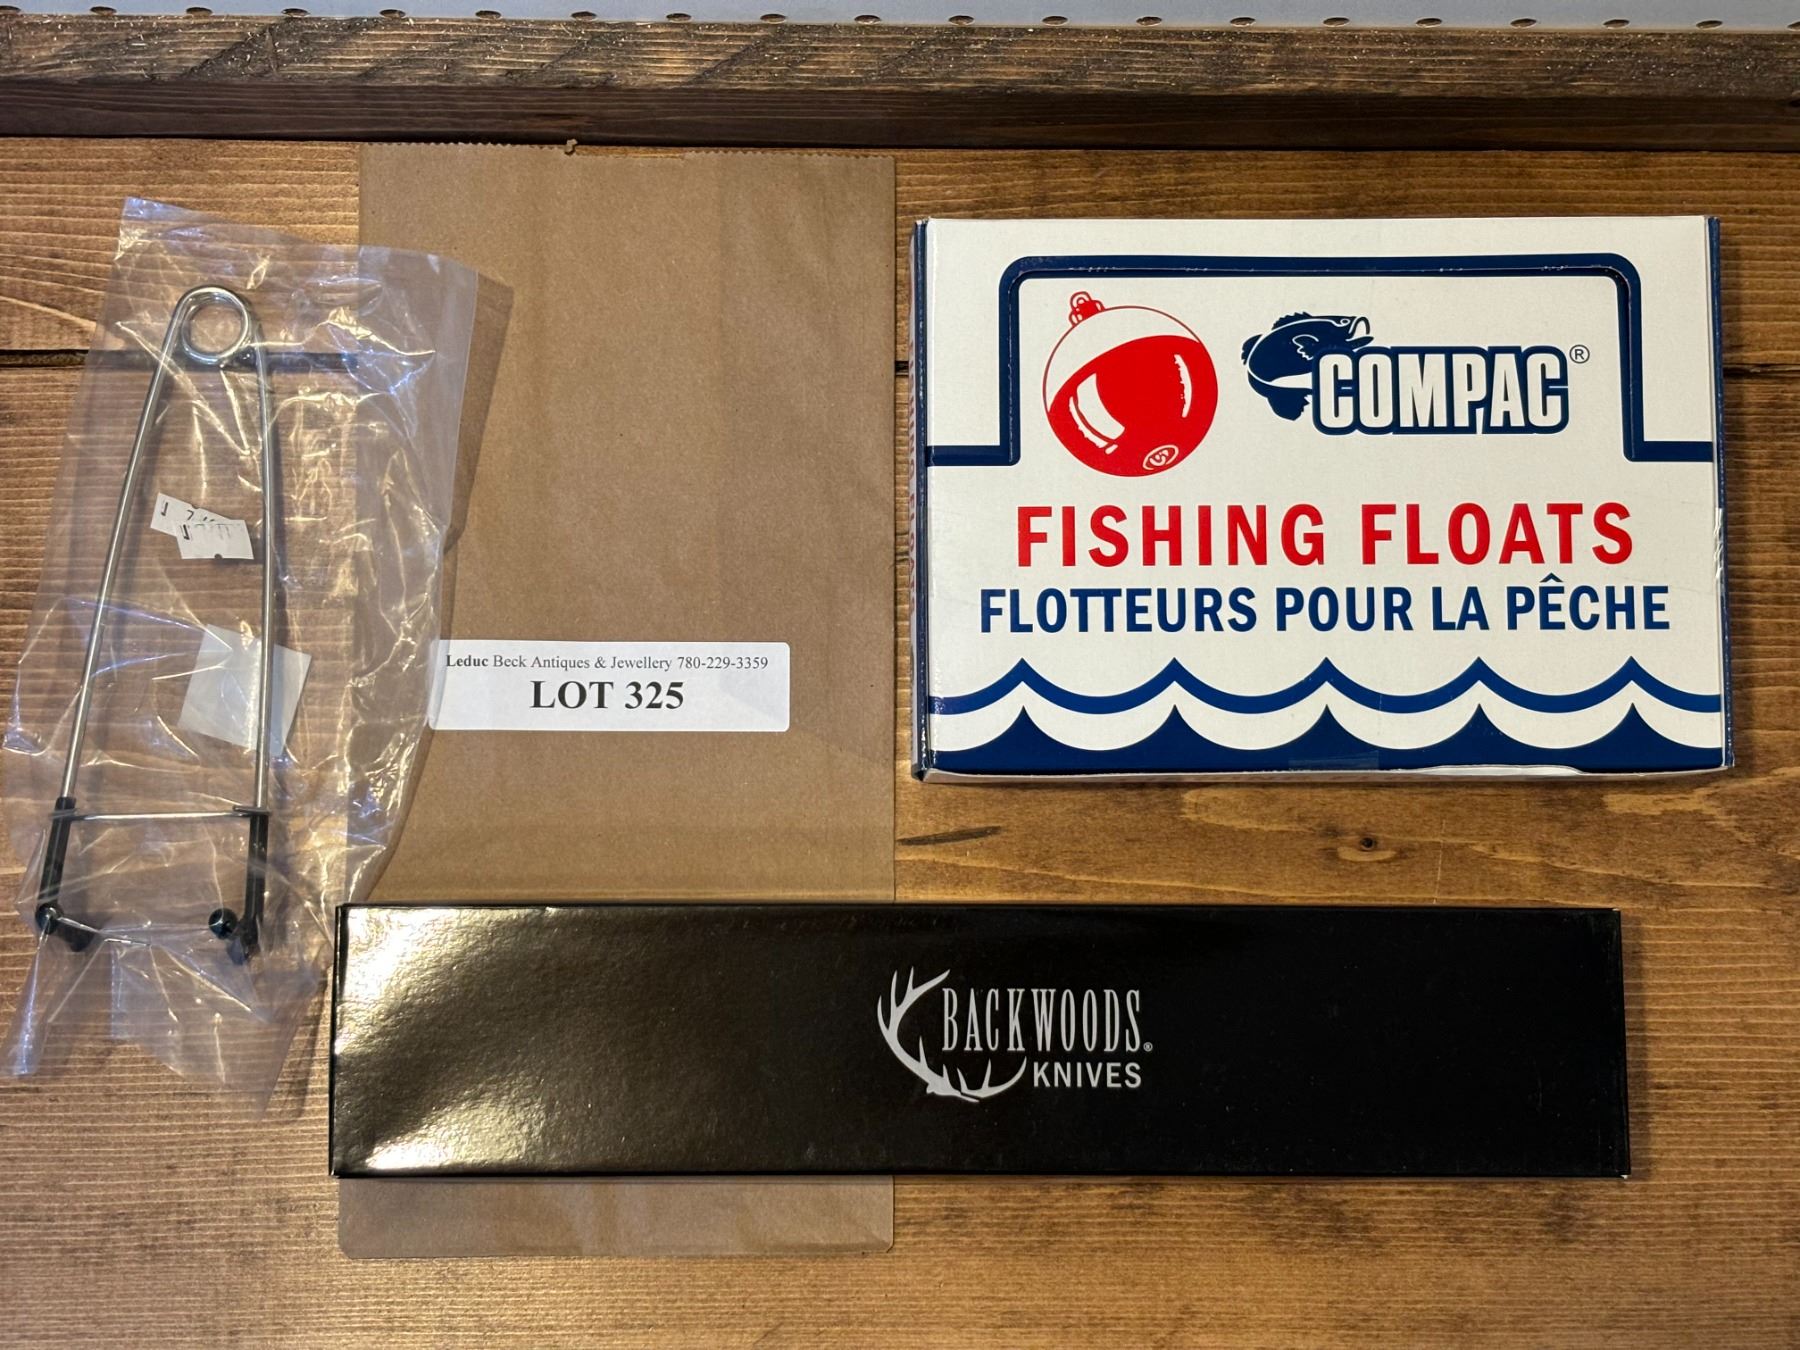 COMPAC®
FISHING FLOATS
FLOTTEURS POUR LA PÊCHE
Leduc Beck Antiques & Jewellery 780-229-3359
LOT 325
BACKWOODS®
KNIVES